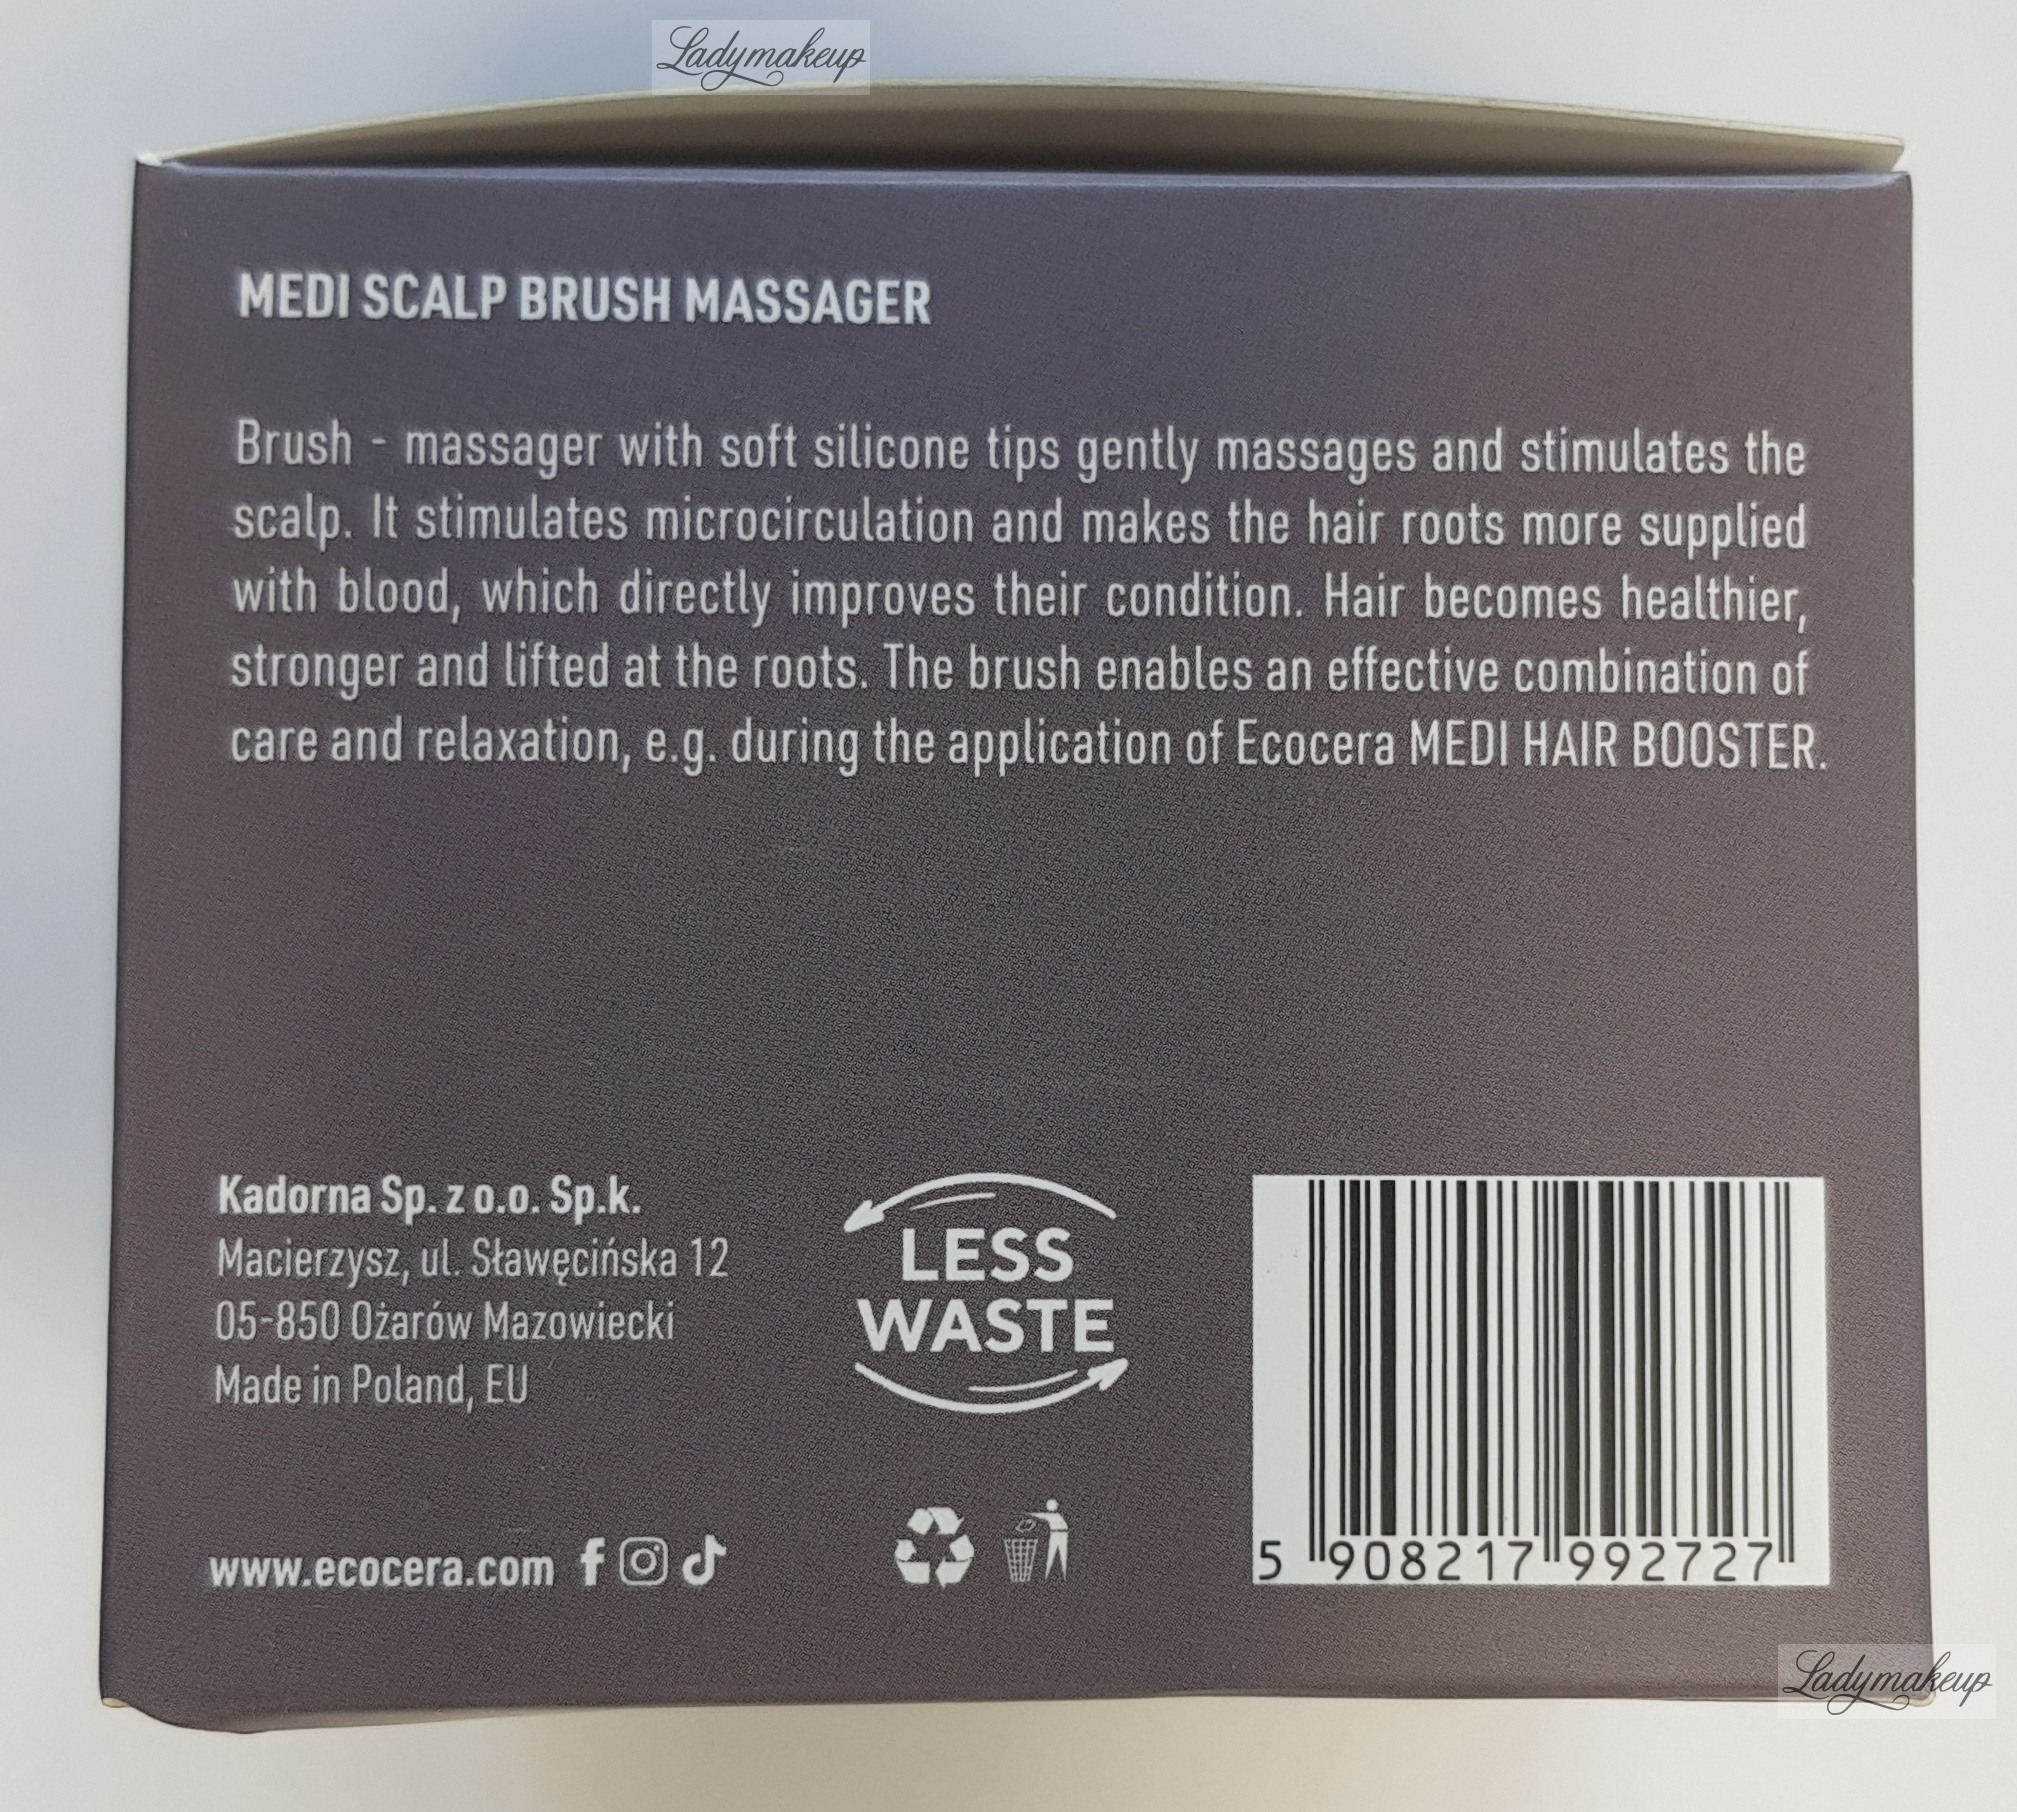 Ladymakeup
MEDI SCALP BRUSH MASSAGER
Brush - massager with soft silicone tips gently massages and stimulates the
scalp. It stimulates microcirculation and makes the hair roots more supplied
with blood, which directly improves their condition. Hair becomes healthier,
stronger and lifted at the roots. The brush enables an effective combination of
care and relaxation, e.g. during the application of Ecocera MEDI HAIR BOOSTER.
Kadorna Sp. z o.o. Sp.k.
Macierzysz, ul. Sławęcińska 12
05-850 Ożarów Mazowiecki
Made in Poland, EU
LESS
WASTE
www.ecocera.com
5 908217 992727
Ladymakeup